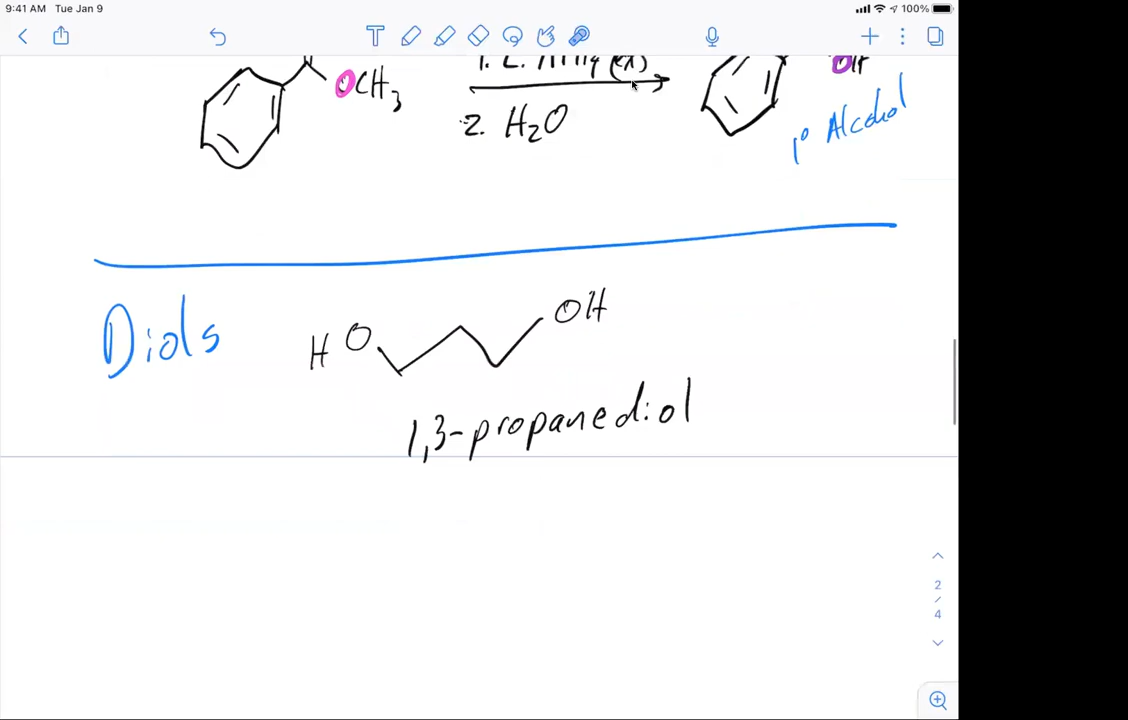 9:41 AM Tue Jan 9 100%
T
OCH3
(ex)
2. H2O
OH
1° Alcohol
Diols
HO OH
1,3-propanediol
2
/
4